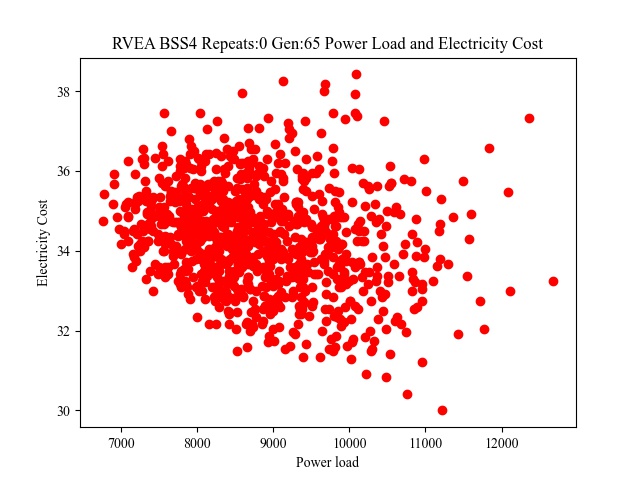 RVEA BSS4 Repeats:0 Gen:65 Power Load and Electricity Cost
38
36
34
32
30
Electricity Cost
7000 8000 9000 10000 11000 12000
Power load